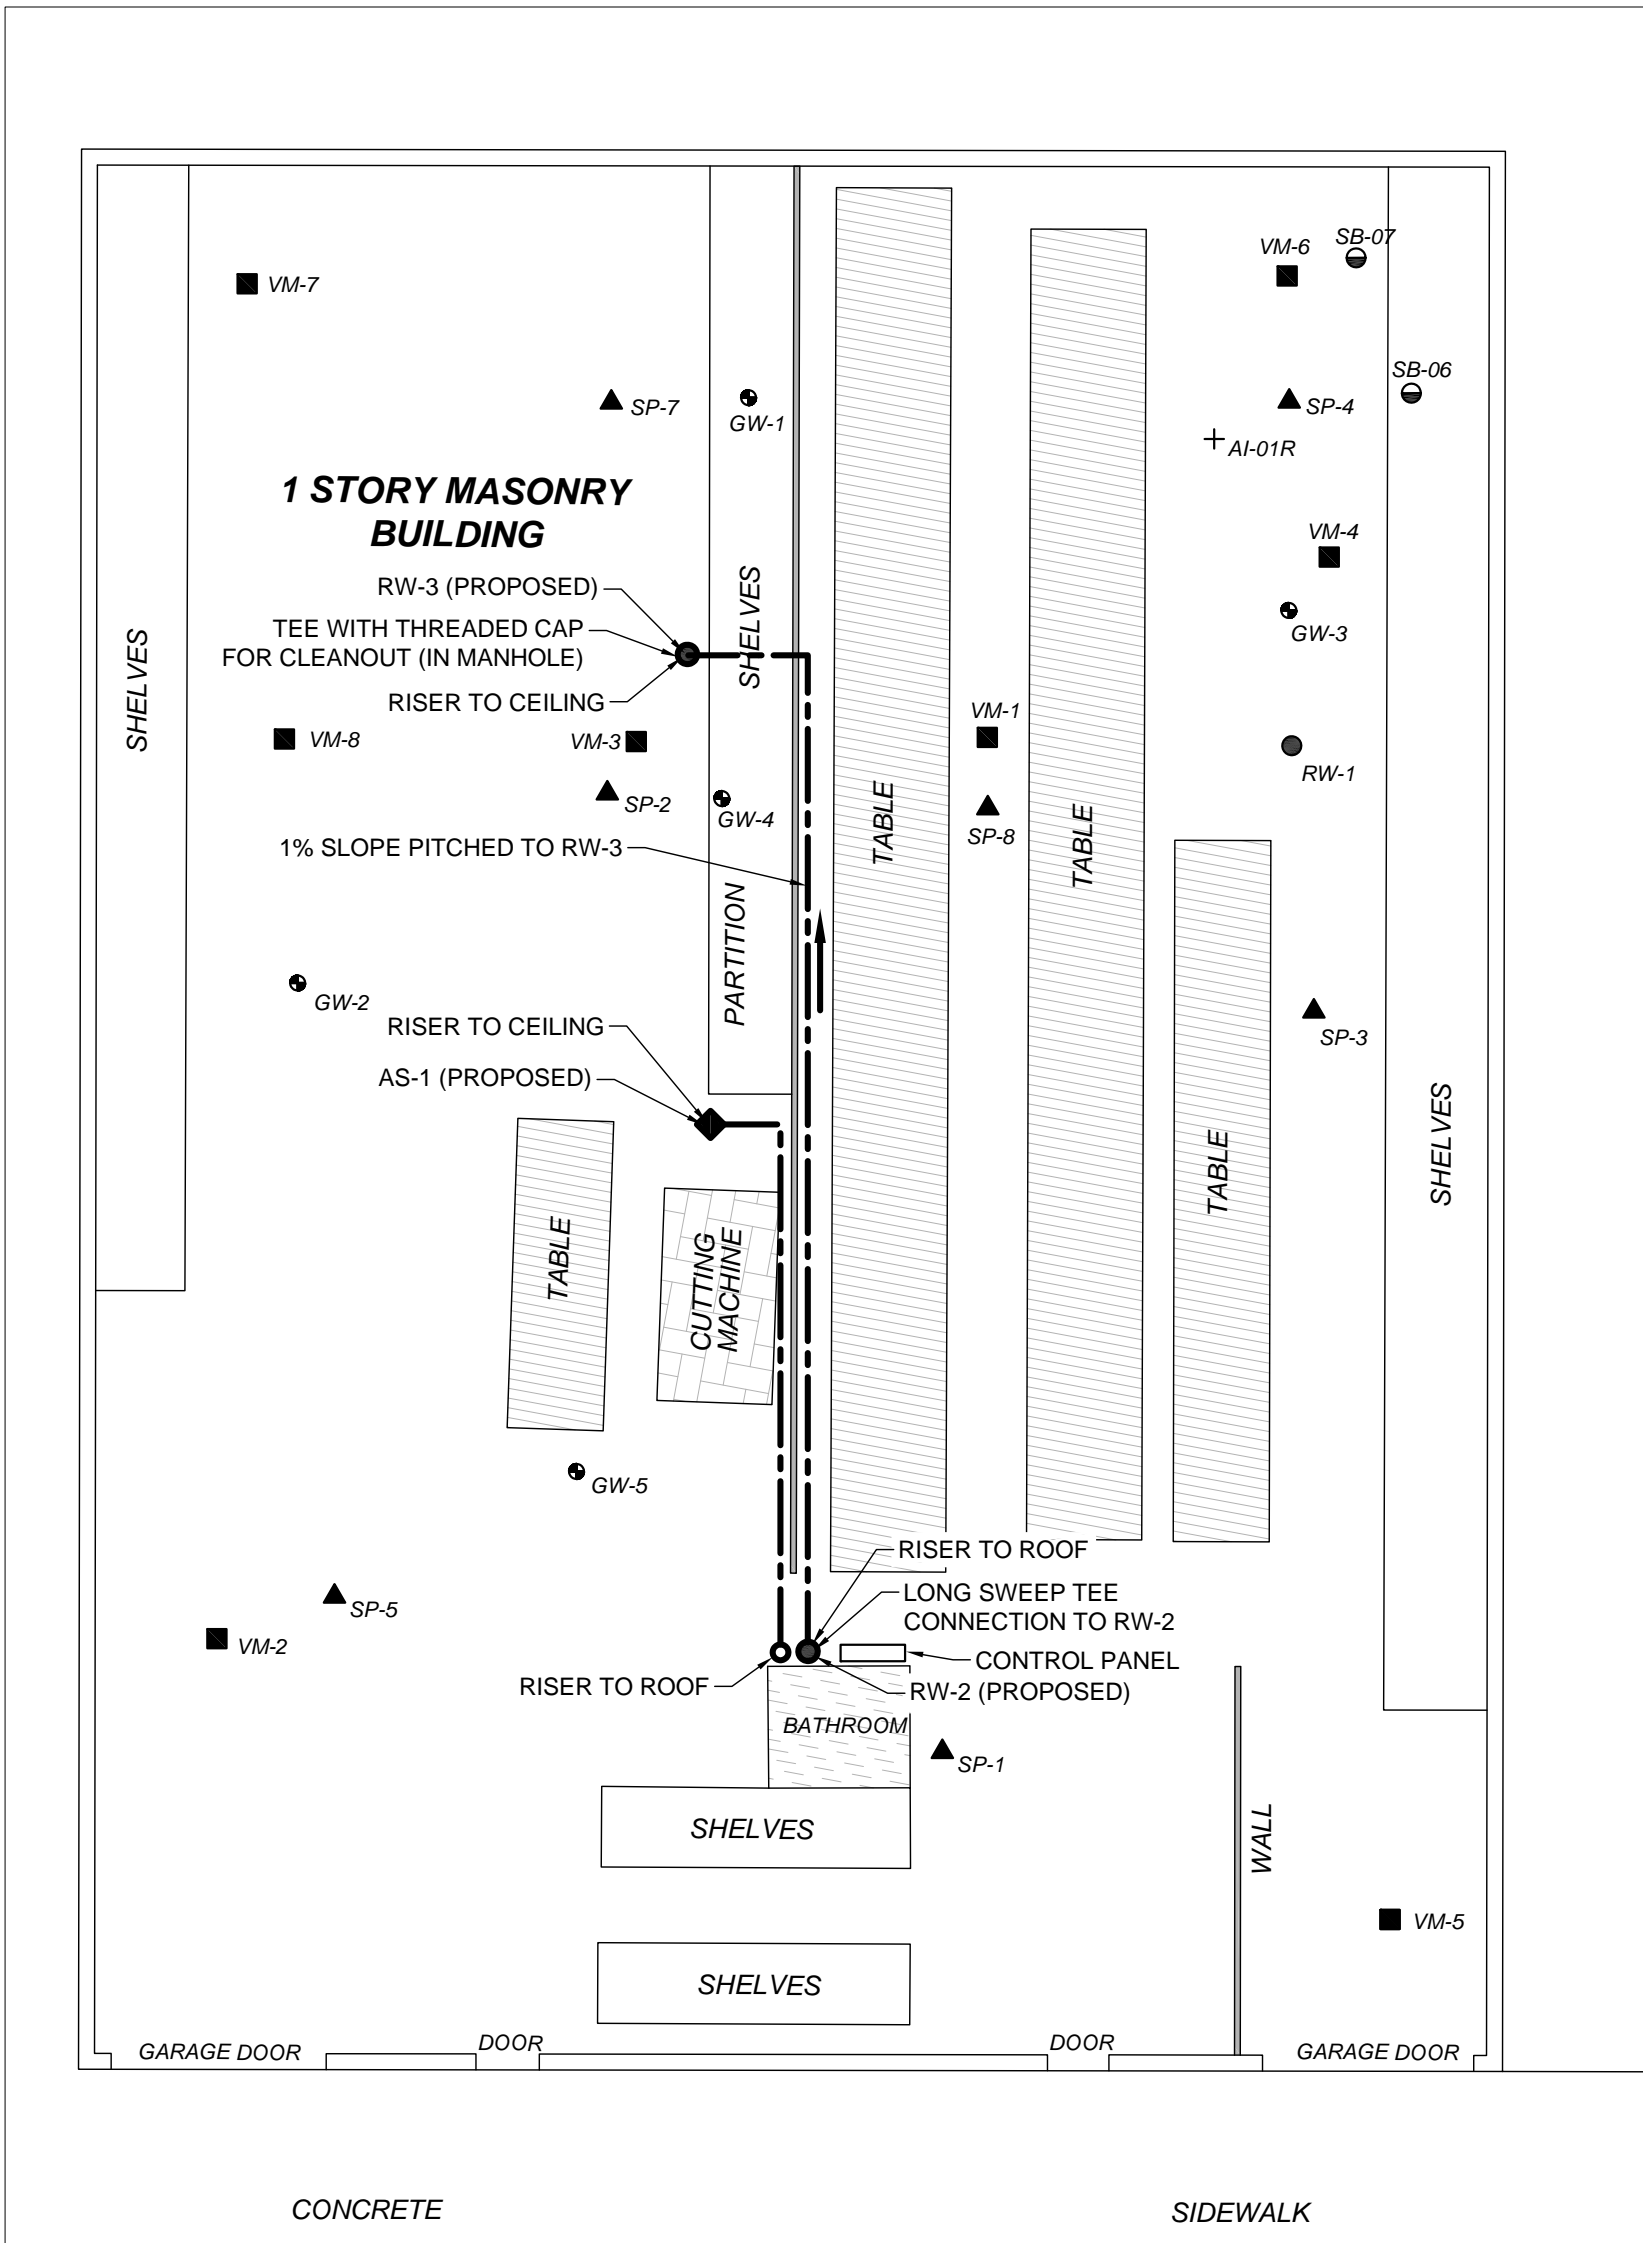 SB-07
VM-6
VM-7
SB-06
SP-7
GW-1
SP-4
AI-01R
1 STORY MASONRY
BUILDING
VM-4
RW-3 (PROPOSED)
GW-3
TEE WITH THREADED CAP
FOR CLEANOUT (IN MANHOLE)
SHELVES
SHELVES
RISER TO CEILING
VM-1
VM-8
VM-3
RW-1
SP-2
GW-4
SP-8
TABLE
TABLE
1% SLOPE PITCHED TO RW-3
PARTITION
GW-2
RISER TO CEILING
SP-3
AS-1 (PROPOSED)
TABLE
SHELVES
TABLE
CUTTING
MACHINE
GW-5
RISER TO ROOF
LONG SWEEP TEE
CONNECTION TO RW-2
SP-5
VM-2
CONTROL PANEL
RISER TO ROOF
RW-2 (PROPOSED)
BATHROOM
SP-1
SHELVES
WALL
VM-5
SHELVES
GARAGE DOOR
DOOR
DOOR
GARAGE DOOR
CONCRETE
SIDEWALK